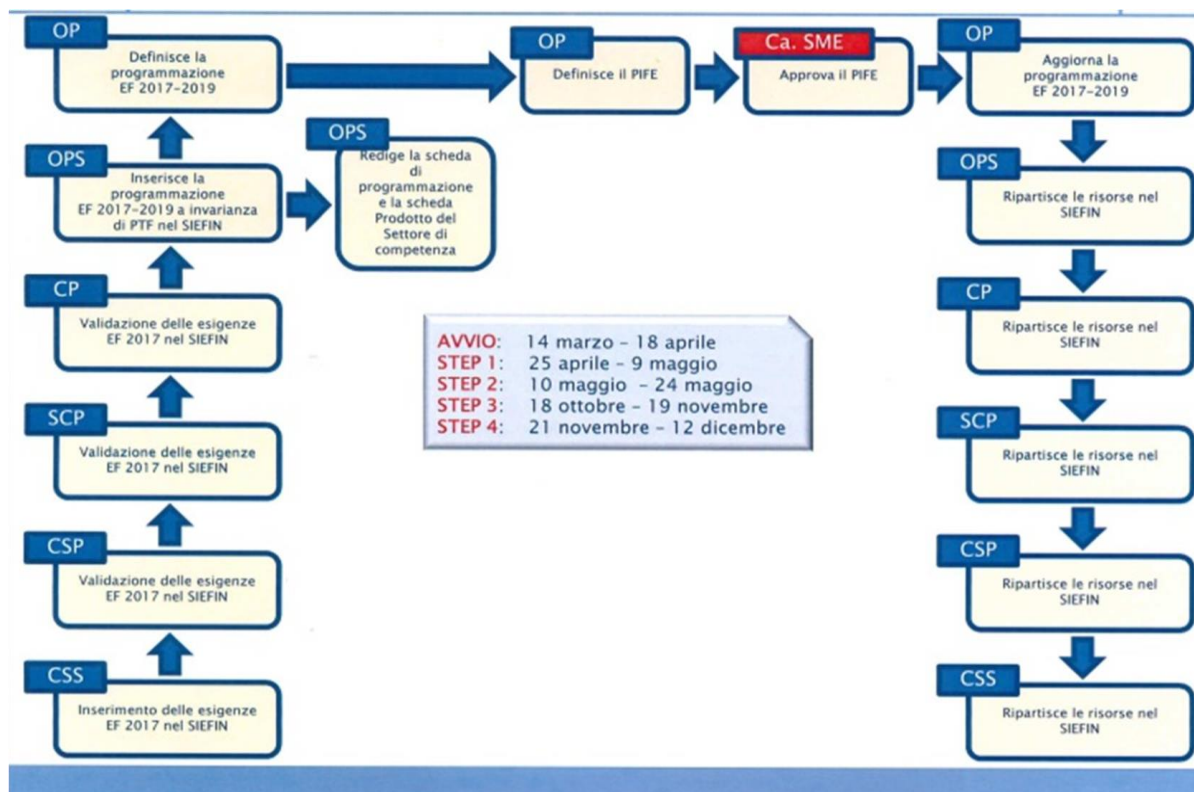 OP
Definisce la
programmazione
EF 2017-2019
OP
Definisce il PIFE
Ca. SME
Approva il PIFE
OP
Aggiorna la
programmazione
EF 2017-2019
OPS
Inserisce la
programmazione
EF 2017-2019 a invarianza
di PTF nel SIEFIN
OPS
Redige la scheda
di
programmazione
e la scheda
Prodotto del
Settore di
competenza
OPS
Ripartisce le risorse nel
SIEFIN
CP
Validazione delle esigenze
EF 2017 nel SIEFIN
CP
Ripartisce le risorse nel
SIEFIN
AVVIO: 14 marzo – 18 aprile
STEP 1: 25 aprile – 9 maggio
STEP 2: 10 maggio – 24 maggio
STEP 3: 18 ottobre – 19 novembre
STEP 4: 21 novembre – 12 dicembre
SCP
Validazione delle esigenze
EF 2017 nel SIEFIN
SCP
Ripartisce le risorse nel
SIEFIN
CSP
Validazione delle esigenze
EF 2017 nel SIEFIN
CSP
Ripartisce le risorse nel
SIEFIN
CSS
Inserimento delle esigenze
EF 2017 nel SIEFIN
CSS
Ripartisce le risorse nel
SIEFIN